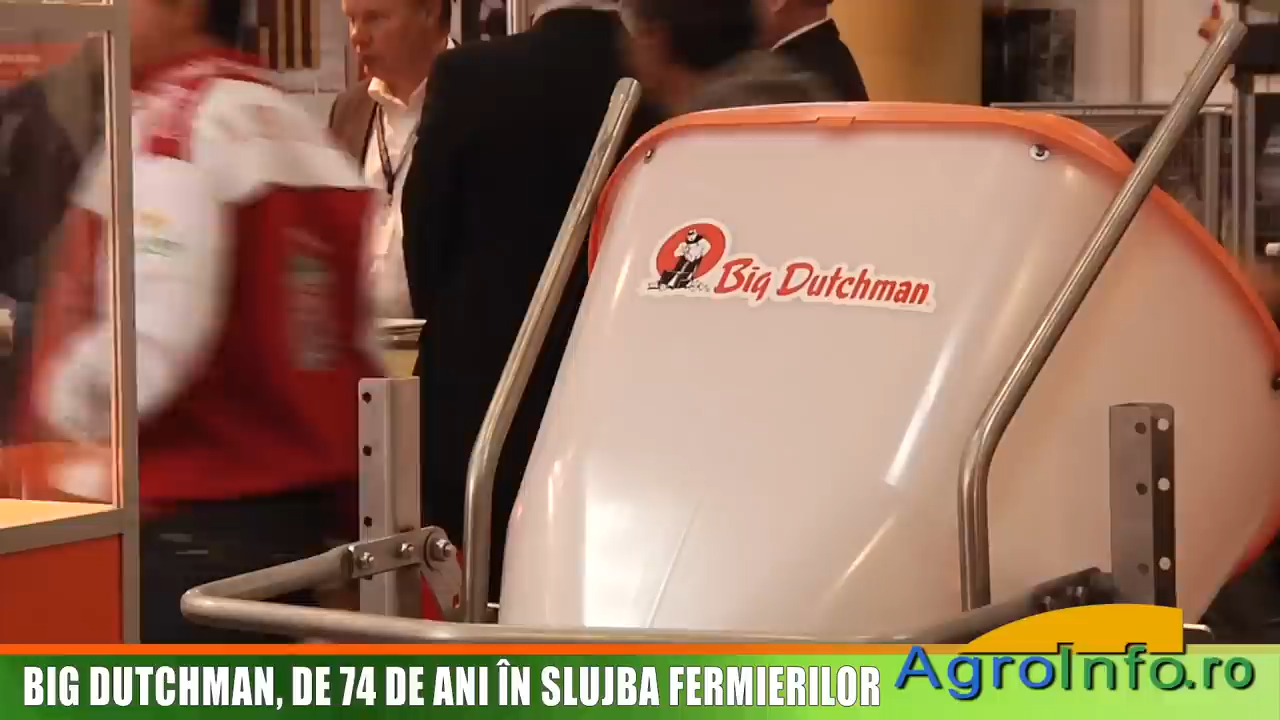 Big Dutchman
BIG DUTCHMAN, DE 74 DE ANI ÎN SLUJBA FERMIERILOR
AgroInfo.ro